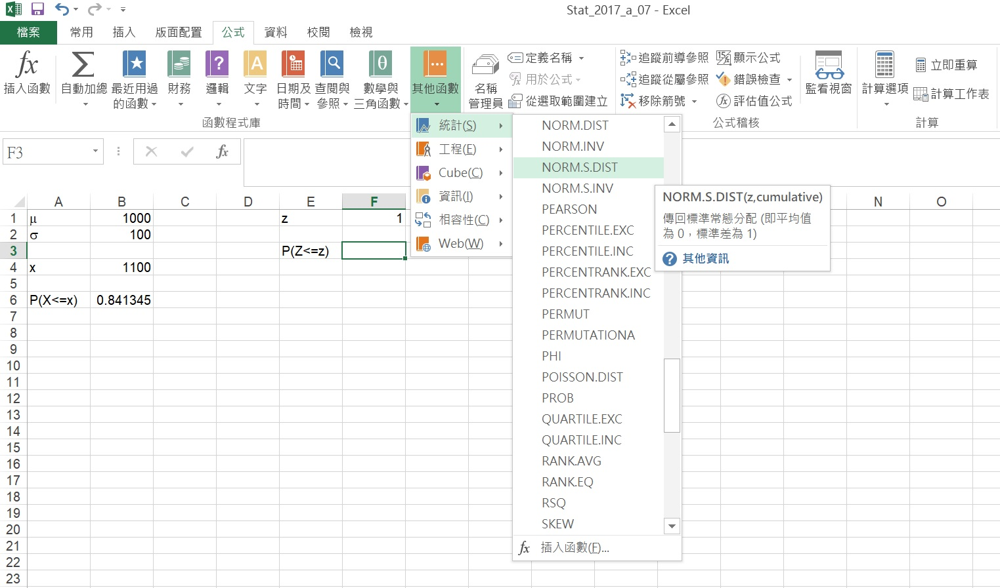 Stat_2017_a_07 - Excel
檔案 常用 插入 版面配置 公式 資料 校閱 檢視
插入函數
自動加總
最近用過
的函數
財務
邏輯
文字
日期及
時間
查閱與
參照
數學與
三角函數
其他函數
函數程式庫
名稱
管理員
定義名稱
用於公式
從選取範圍建立
追蹤前導參照
追蹤從屬參照
移除箭號
顯示公式
錯誤檢查
評估值公式
公式稽核
監看視窗
計算選項
立即重算
計算工作表
計算
F3
統計(S)
工程(E)
Cube(C)
資訊(I)
相容性(C)
Web(W)
NORM.DIST
NORM.INV
NORM.S.DIST
NORM.S.INV
PEARSON
PERCENTILE.EXC
PERCENTILE.INC
PERCENTRANK.EXC
PERCENTRANK.INC
PERMUT
PERMUTATIONA
PHI
POISSON.DIST
PROB
QUARTILE.EXC
QUARTILE.INC
RANK.AVG
RANK.EQ
RSQ
SKEW
插入函數(F)...
NORM.S.DIST(z,cumulative)
傳回標準常態分配 (即平均值
為 0，標準差為 1)
其他資訊
A B C D E F N O
1 μ 1000 z 1
2 σ 100
3 P(Z<=z)
4 x 1100
5
6 P(X<=x) 0.841345
7
8
9
10
11
12
13
14
15
16
17
18
19
20
21
22
23